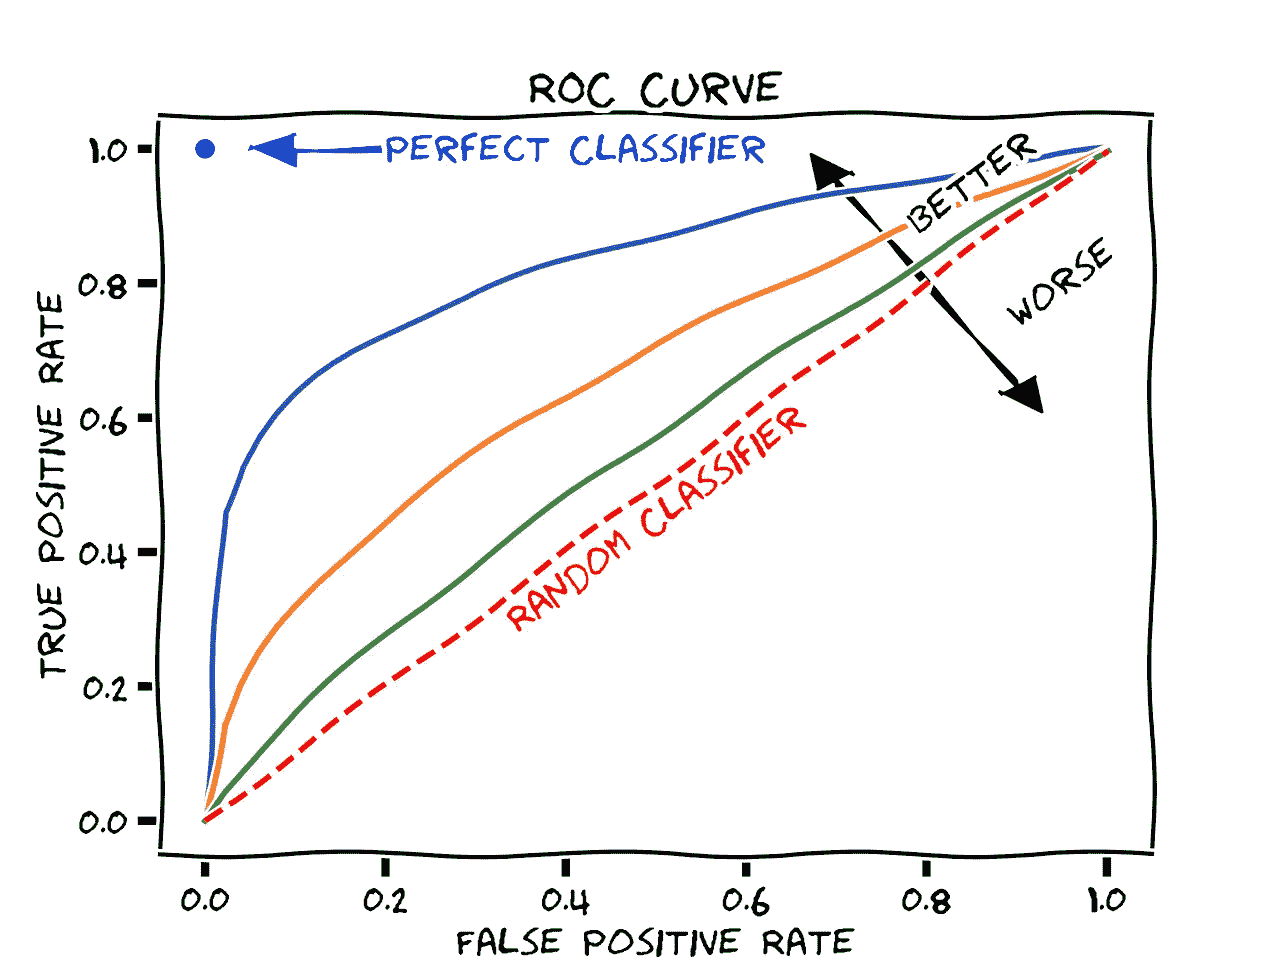 ROC CURVE
PERFECT CLASSIFIER
BETTER
WORSE
RANDOM CLASSIFIER
TRUE POSITIVE RATE
1.0
0.8
0.6
0.4
0.2
0.0
0.0 0.2 0.4 0.6 0.8 1.0
FALSE POSITIVE RATE